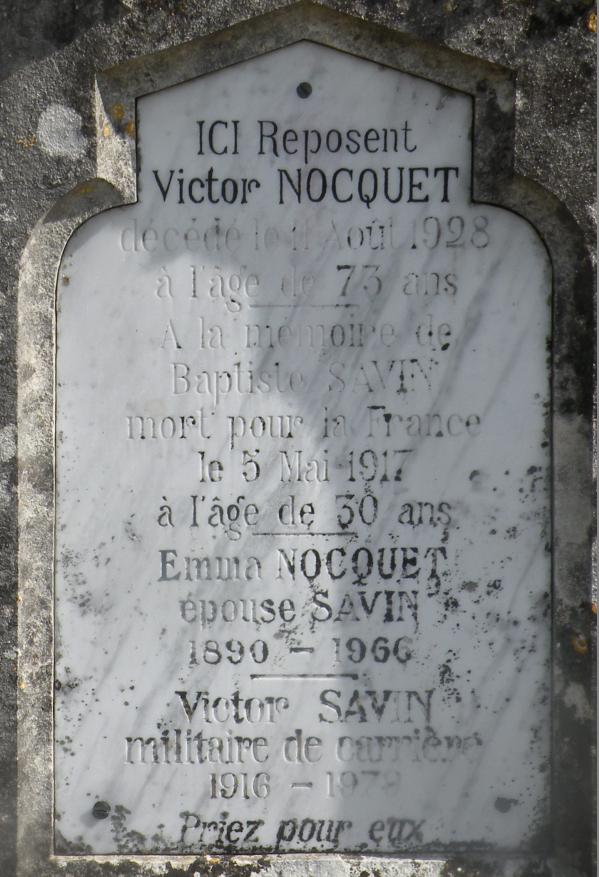 ICI Reposent
Victor NOCQUET
décédé le 11 Août 1928
à l'âge de 73 ans
A la mémoire de
Baptiste SAVIN
mort pour la France
le 5 Mai 1917
à l'âge de 30 ans
Emma NOCQUET
épouse SAVIN
1890 - 1966
Victor SAVIN
militaire de carrière
1916 -
Priez pour eux